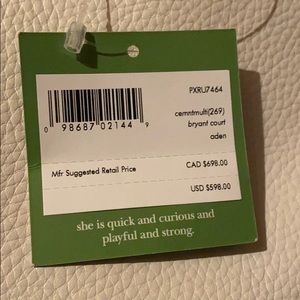 PXRU7464
cemntmulti(269)
bryant court
aden
0 98687 02144 9
Mfr Suggested Retail Price
CAD $698.00
USD $598.00
she is quick and curious and
playful and strong.